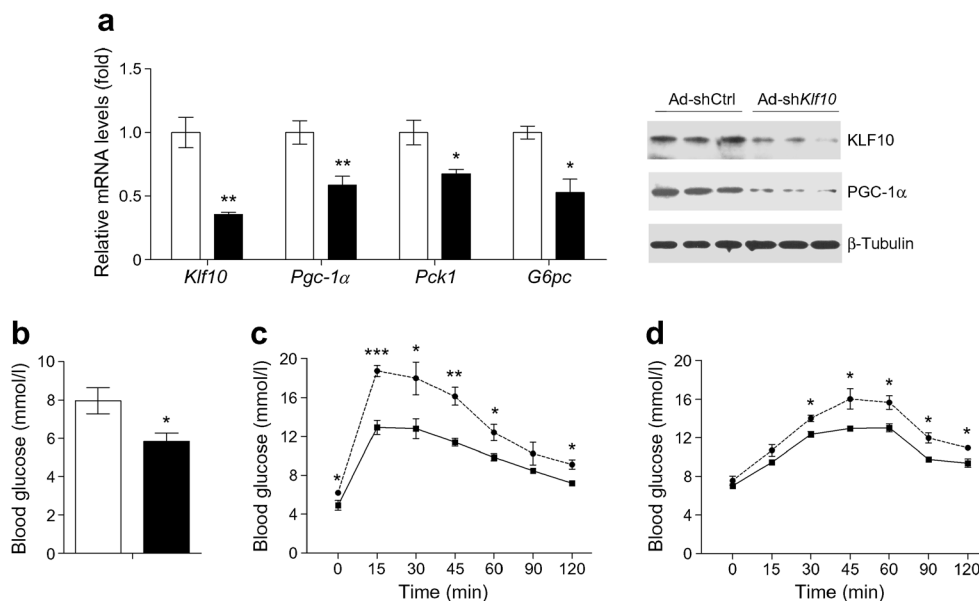 a
Relative mRNA levels (fold)
1.5
1.0
0.5
0
**
**
*
*
Klf10 Pgc-1α Pck1 G6pc
Ad-shCtrl Ad-shKlf10
KLF10
PGC-1α
β-Tubulin
b
Blood glucose (mmol/l)
10
8
6
4
2
0
*
c
Blood glucose (mmol/l)
20
16
12
8
4
0
* *** * ** * *
0 15 30 45 60 90 120
Time (min)
d
Blood glucose (mmol/l)
20
16
12
8
4
0
* * * * *
0 15 30 45 60 90 120
Time (min)